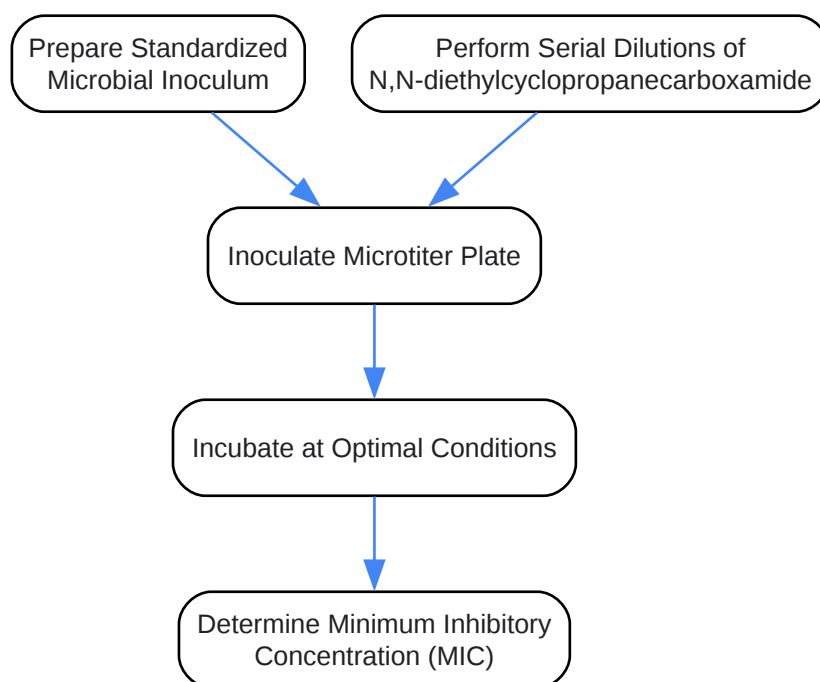 Prepare Standardized
Microbial Inoculum
Perform Serial Dilutions of
N,N-diethylcyclopropanecarboxamide
Inoculate Microtiter Plate
Incubate at Optimal Conditions
Determine Minimum Inhibitory
Concentration (MIC)